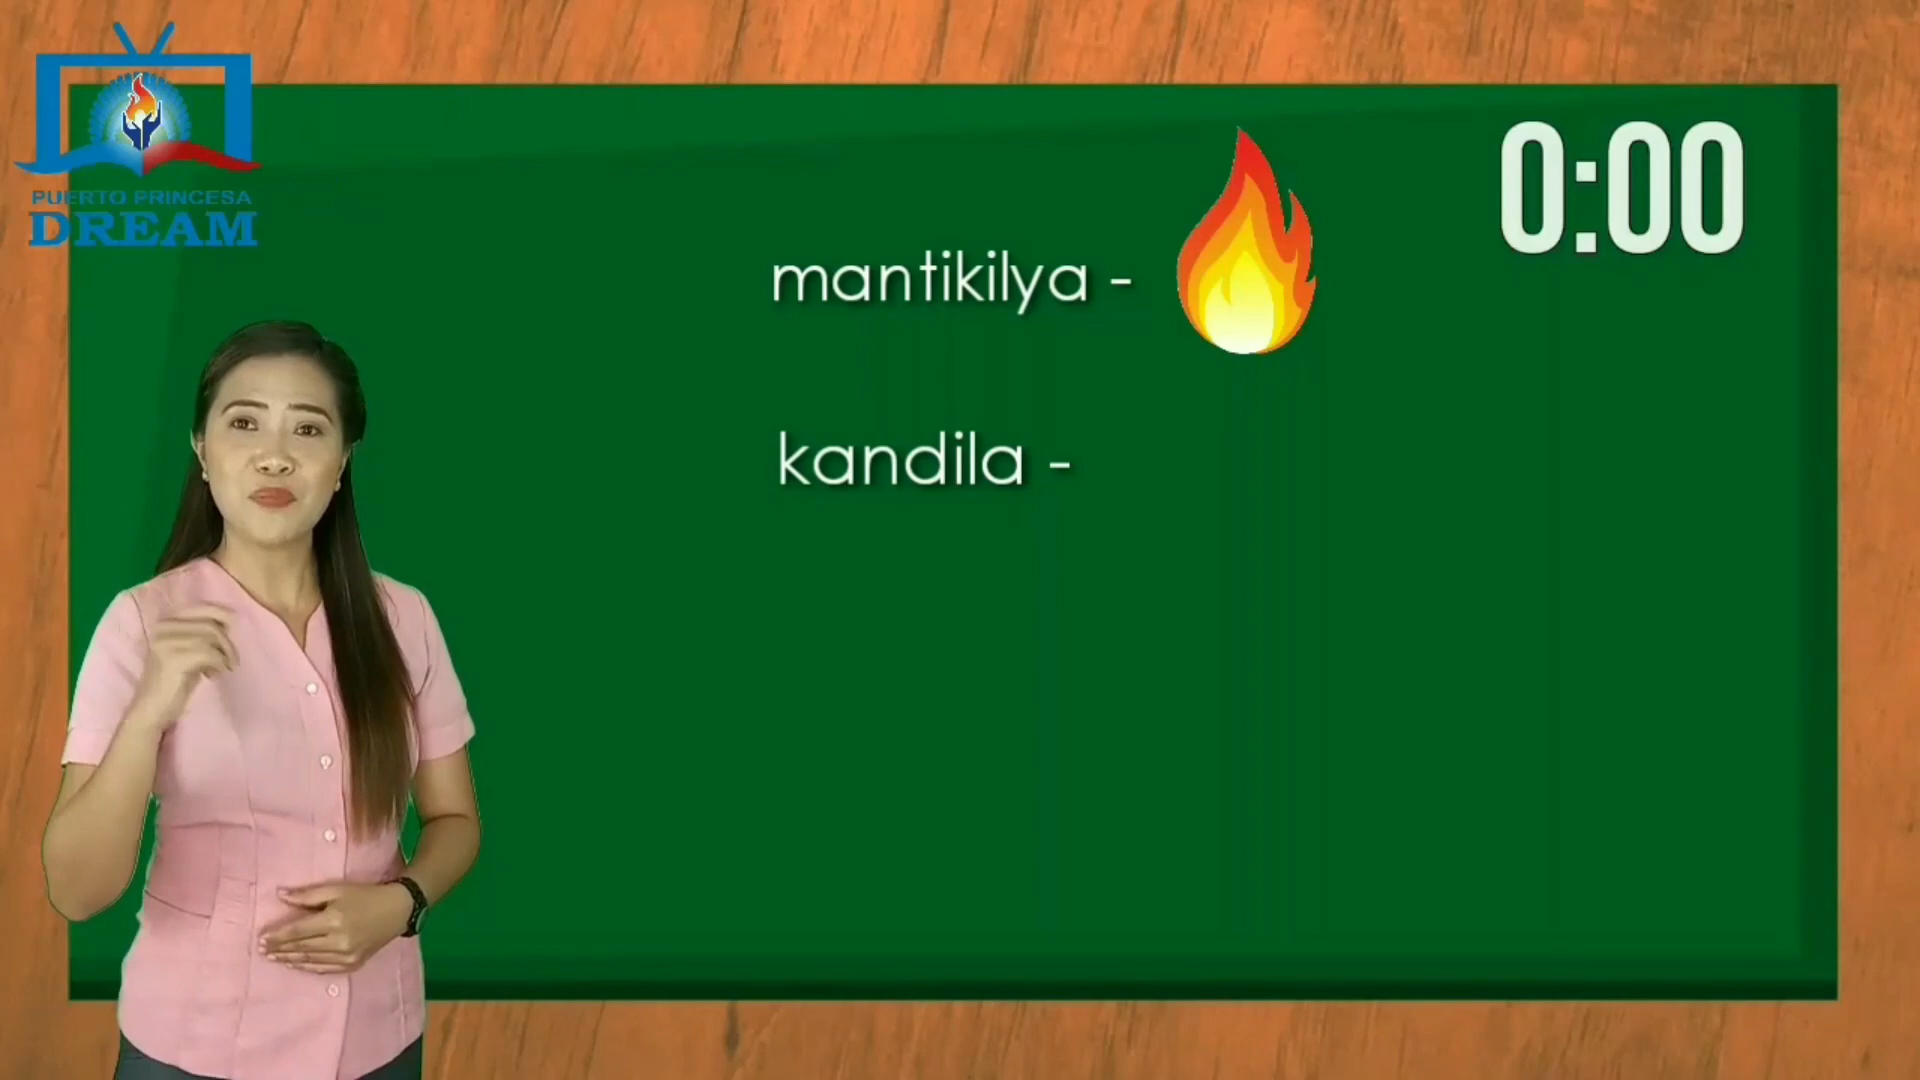 PUERTO PRINCESA
DREAM
0:00
mantikilya -
kandila -